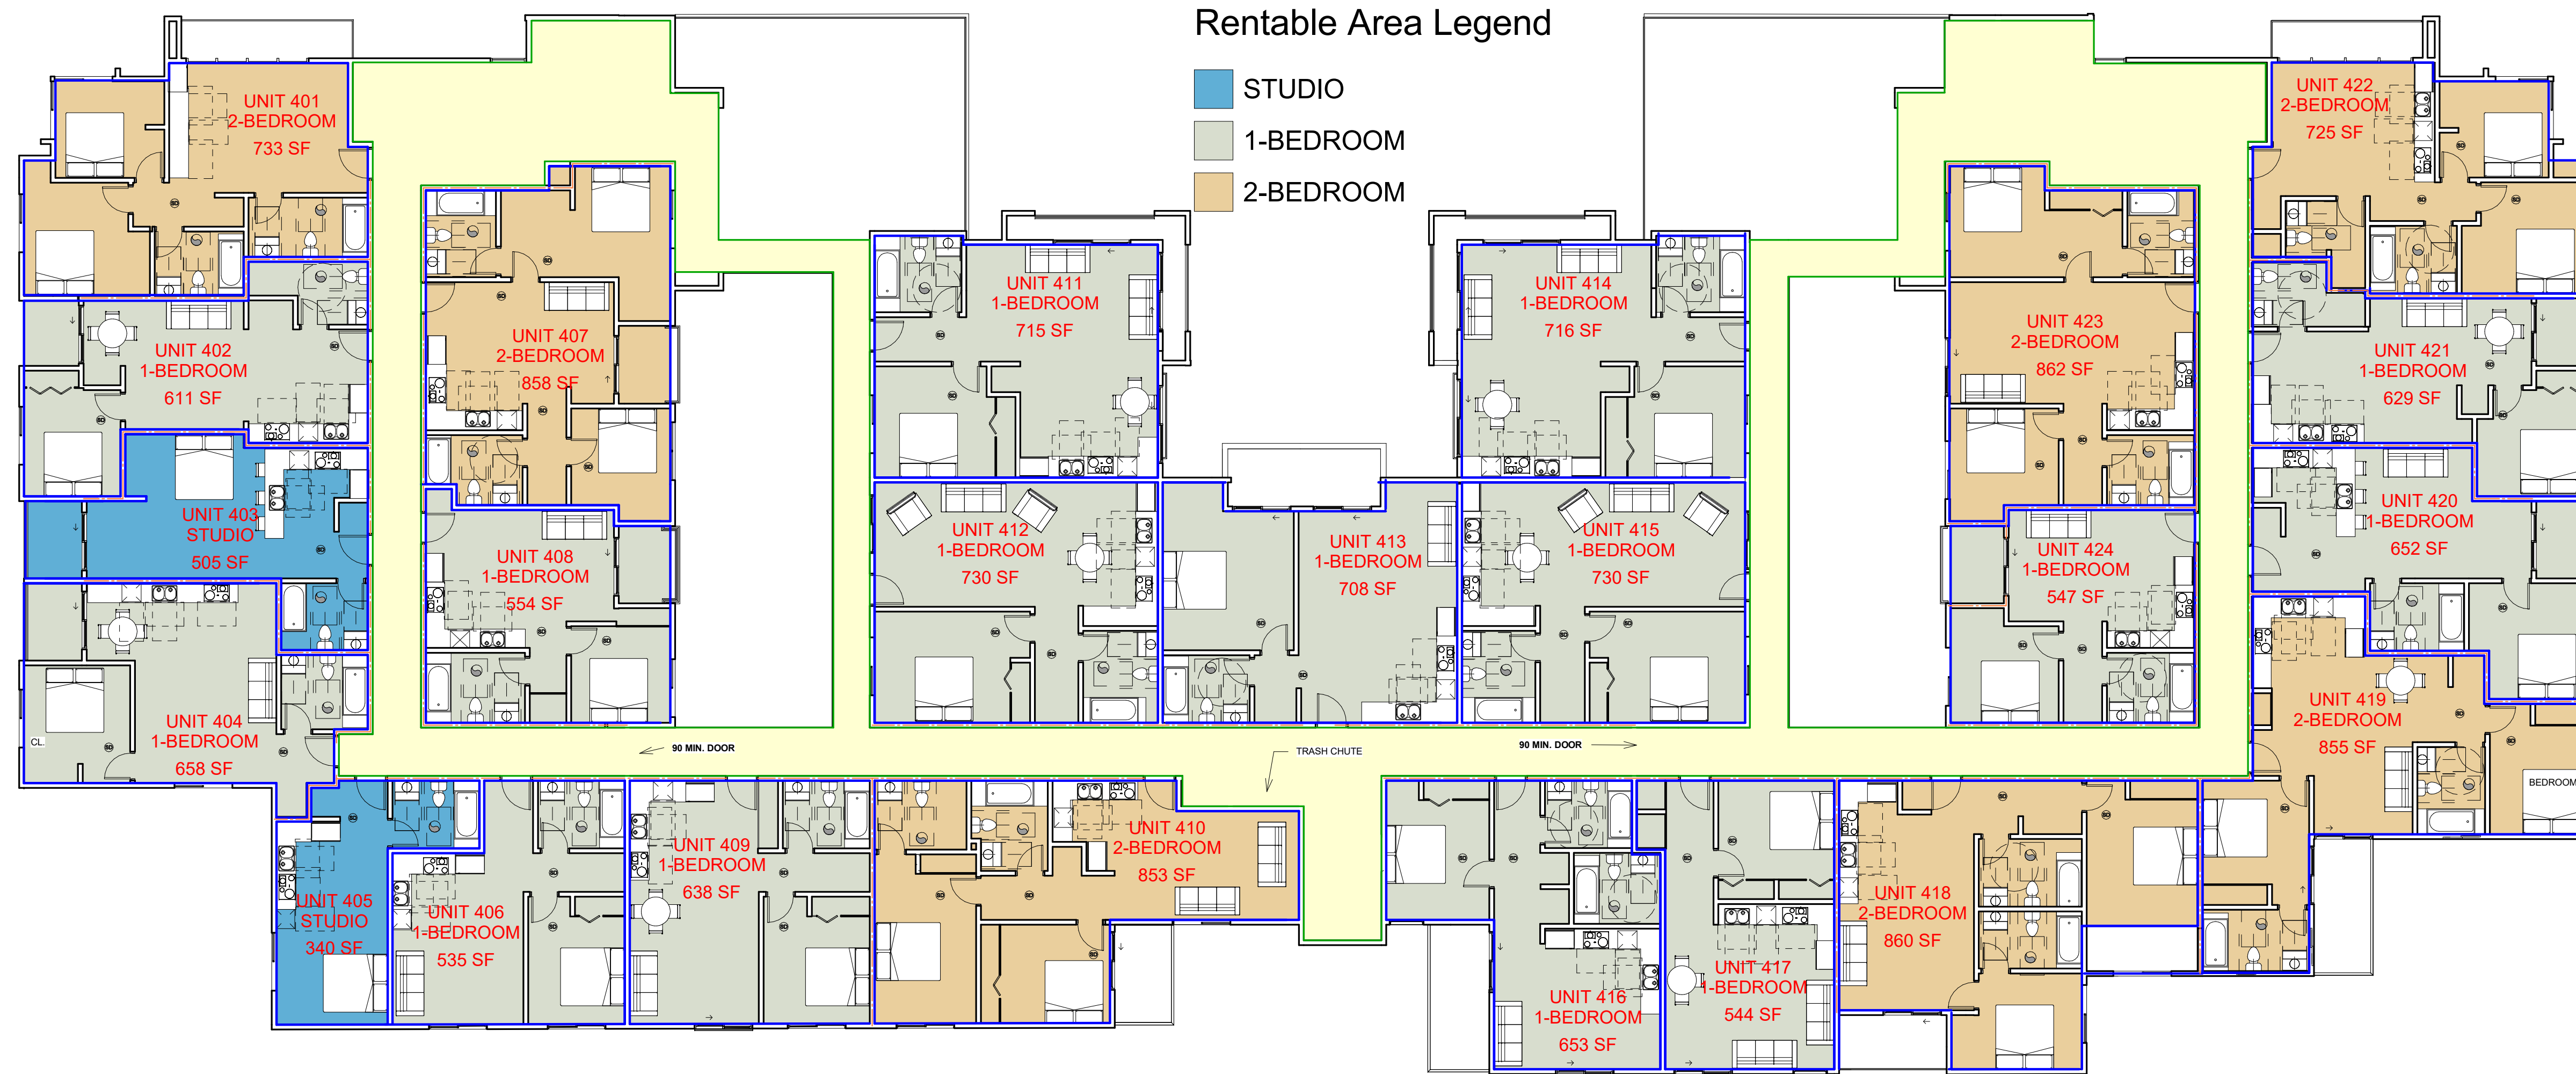 Rentable Area Legend
STUDIO
1-BEDROOM
2-BEDROOM
UNIT 401
2-BEDROOM
733 SF
UNIT 402
1-BEDROOM
611 SF
UNIT 403
STUDIO
505 SF
UNIT 404
1-BEDROOM
658 SF
CL.
UNIT 405
STUDIO
340 SF
UNIT 406
1-BEDROOM
535 SF
UNIT 407
2-BEDROOM
858 SF
UNIT 408
1-BEDROOM
554 SF
UNIT 409
1-BEDROOM
638 SF
UNIT 410
2-BEDROOM
853 SF
UNIT 411
1-BEDROOM
715 SF
UNIT 412
1-BEDROOM
730 SF
UNIT 413
1-BEDROOM
708 SF
UNIT 414
1-BEDROOM
716 SF
UNIT 415
1-BEDROOM
730 SF
90 MIN. DOOR
TRASH CHUTE
90 MIN. DOOR
UNIT 416
1-BEDROOM
653 SF
UNIT 417
1-BEDROOM
544 SF
UNIT 418
2-BEDROOM
860 SF
UNIT 419
2-BEDROOM
855 SF
BEDROOM
UNIT 420
1-BEDROOM
652 SF
UNIT 421
1-BEDROOM
629 SF
UNIT 422
2-BEDROOM
725 SF
UNIT 423
2-BEDROOM
862 SF
UNIT 424
1-BEDROOM
547 SF